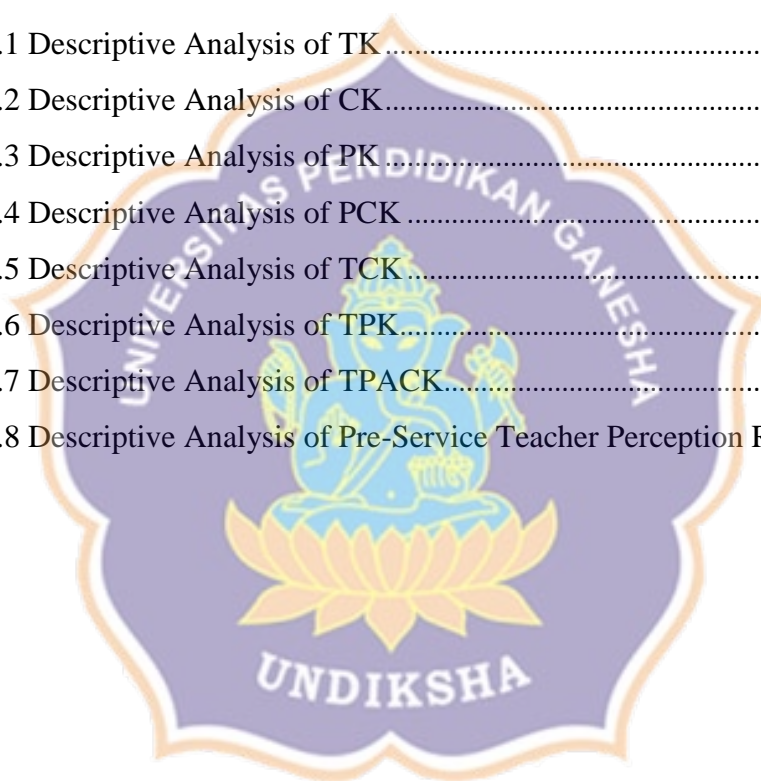 .1 Descriptive Analysis of TK
.2 Descriptive Analysis of CK
.3 Descriptive Analysis of PK
.4 Descriptive Analysis of PCK
.5 Descriptive Analysis of TCK
.6 Descriptive Analysis of TPK
.7 Descriptive Analysis of TPACK
.8 Descriptive Analysis of Pre-Service Teacher Perception
UNIVERSITAS PENDIDIKAN GANESHA
UNDIKSHA